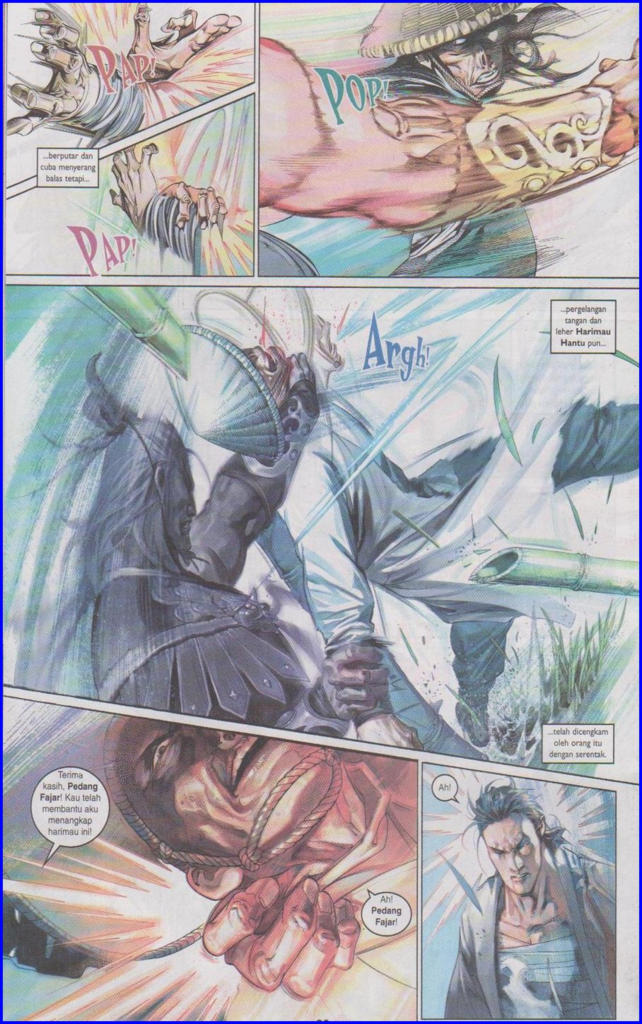 PAP!
...berputar dan
cuba menyerang
balas tetapi...
PAP!
POP!
...pergelangan
tangan dan
leher Harimau
Hantu pun...
Argh!
...telah dicengkam
oleh orang itu
dengan serentak.
Terima
kasih, Pedang
Fajar! Kau telah
membantu aku
menangkap
harimau ini!
Ah!
Pedang
Fajar!
Ah!